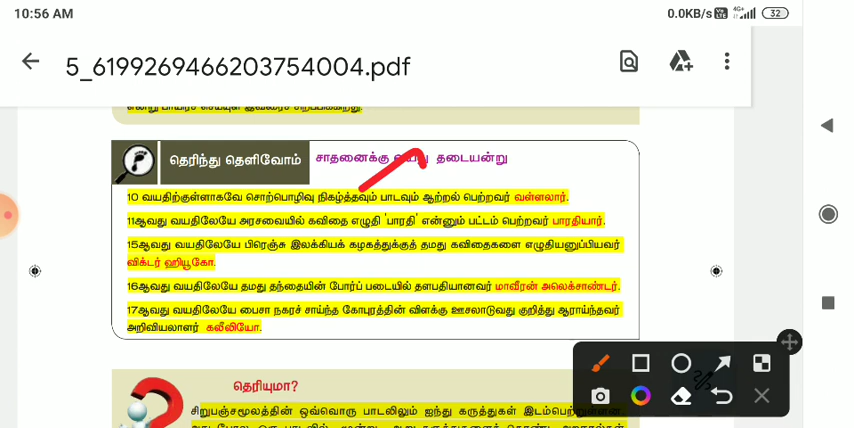 10:56 AM
0.0KB/s
4G+
32
5_6199269466203754004.pdf
தெரிந்து தெளிவோம்
சாதனைக்கு வயது தடையன்று
10 வயதிற்குள்ளாகவே சொற்பொழிவு நிகழ்த்தவும் பாடவும் ஆற்றல் பெற்றவர் வள்ளலார்.
11ஆவது வயதிலேயே அரசவையில் கவிதை எழுதி 'பாரதி' என்னும் பட்டம் பெற்றவர் பாரதியார்.
15ஆவது வயதிலேயே பிரெஞ்சு இலக்கியக் கழகத்துக்குத் தமது கவிதைகளை எழுதியனுப்பியவர்
விக்டர் ஹியூகோ.
16ஆவது வயதிலேயே தமது தந்தையின் போர்ப் படையில் தளபதியானவர் மாவீரன் அலெக்சாண்டர்.
17ஆவது வயதிலேயே பைசா நகரச் சாய்ந்த கோபுரத்தின் விளக்கு ஊசலாடுவது குறித்து ஆராய்ந்தவர்
அறிவியலாளர் கலீலியோ.
தெரியுமா?
சிறுபஞ்சமூலத்தின் ஒவ்வொரு பாடலிலும் ஐந்து கருத்துகள் இடம்பெற்றுள்ளன.